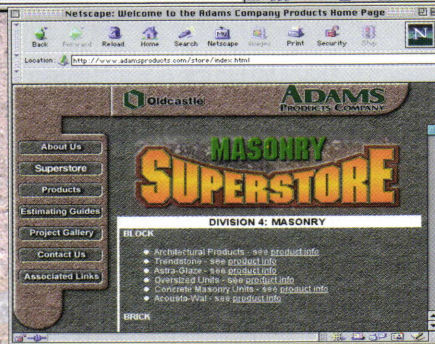 Netscape: Welcome to the Adams Company Products Home Page
Back Forward Reload Home Search Netscape Images Print Security Stop
N
Location: http://www.adamsproducts.com/store/index.html
Oldcastle
ADAMS
PRODUCTS COMPANY
About Us
Superstore
Products
Estimating Guides
Project Gallery
Contact Us
Associated Links
MASONRY
SUPERSTORE
DIVISION 4: MASONRY
BLOCK
Architectural Products - see product info
Trendstone - see product info
Astra-Glaze - see product info
Oversized Units - see product info
Concrete Masonry Units - see product info
Acousta-Wal - see product info
BRICK